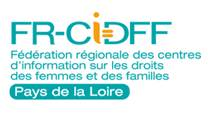 FR-CiDFF
Fédération régionale des centres
d'information sur les droits
des femmes et des familles
Pays de la Loire